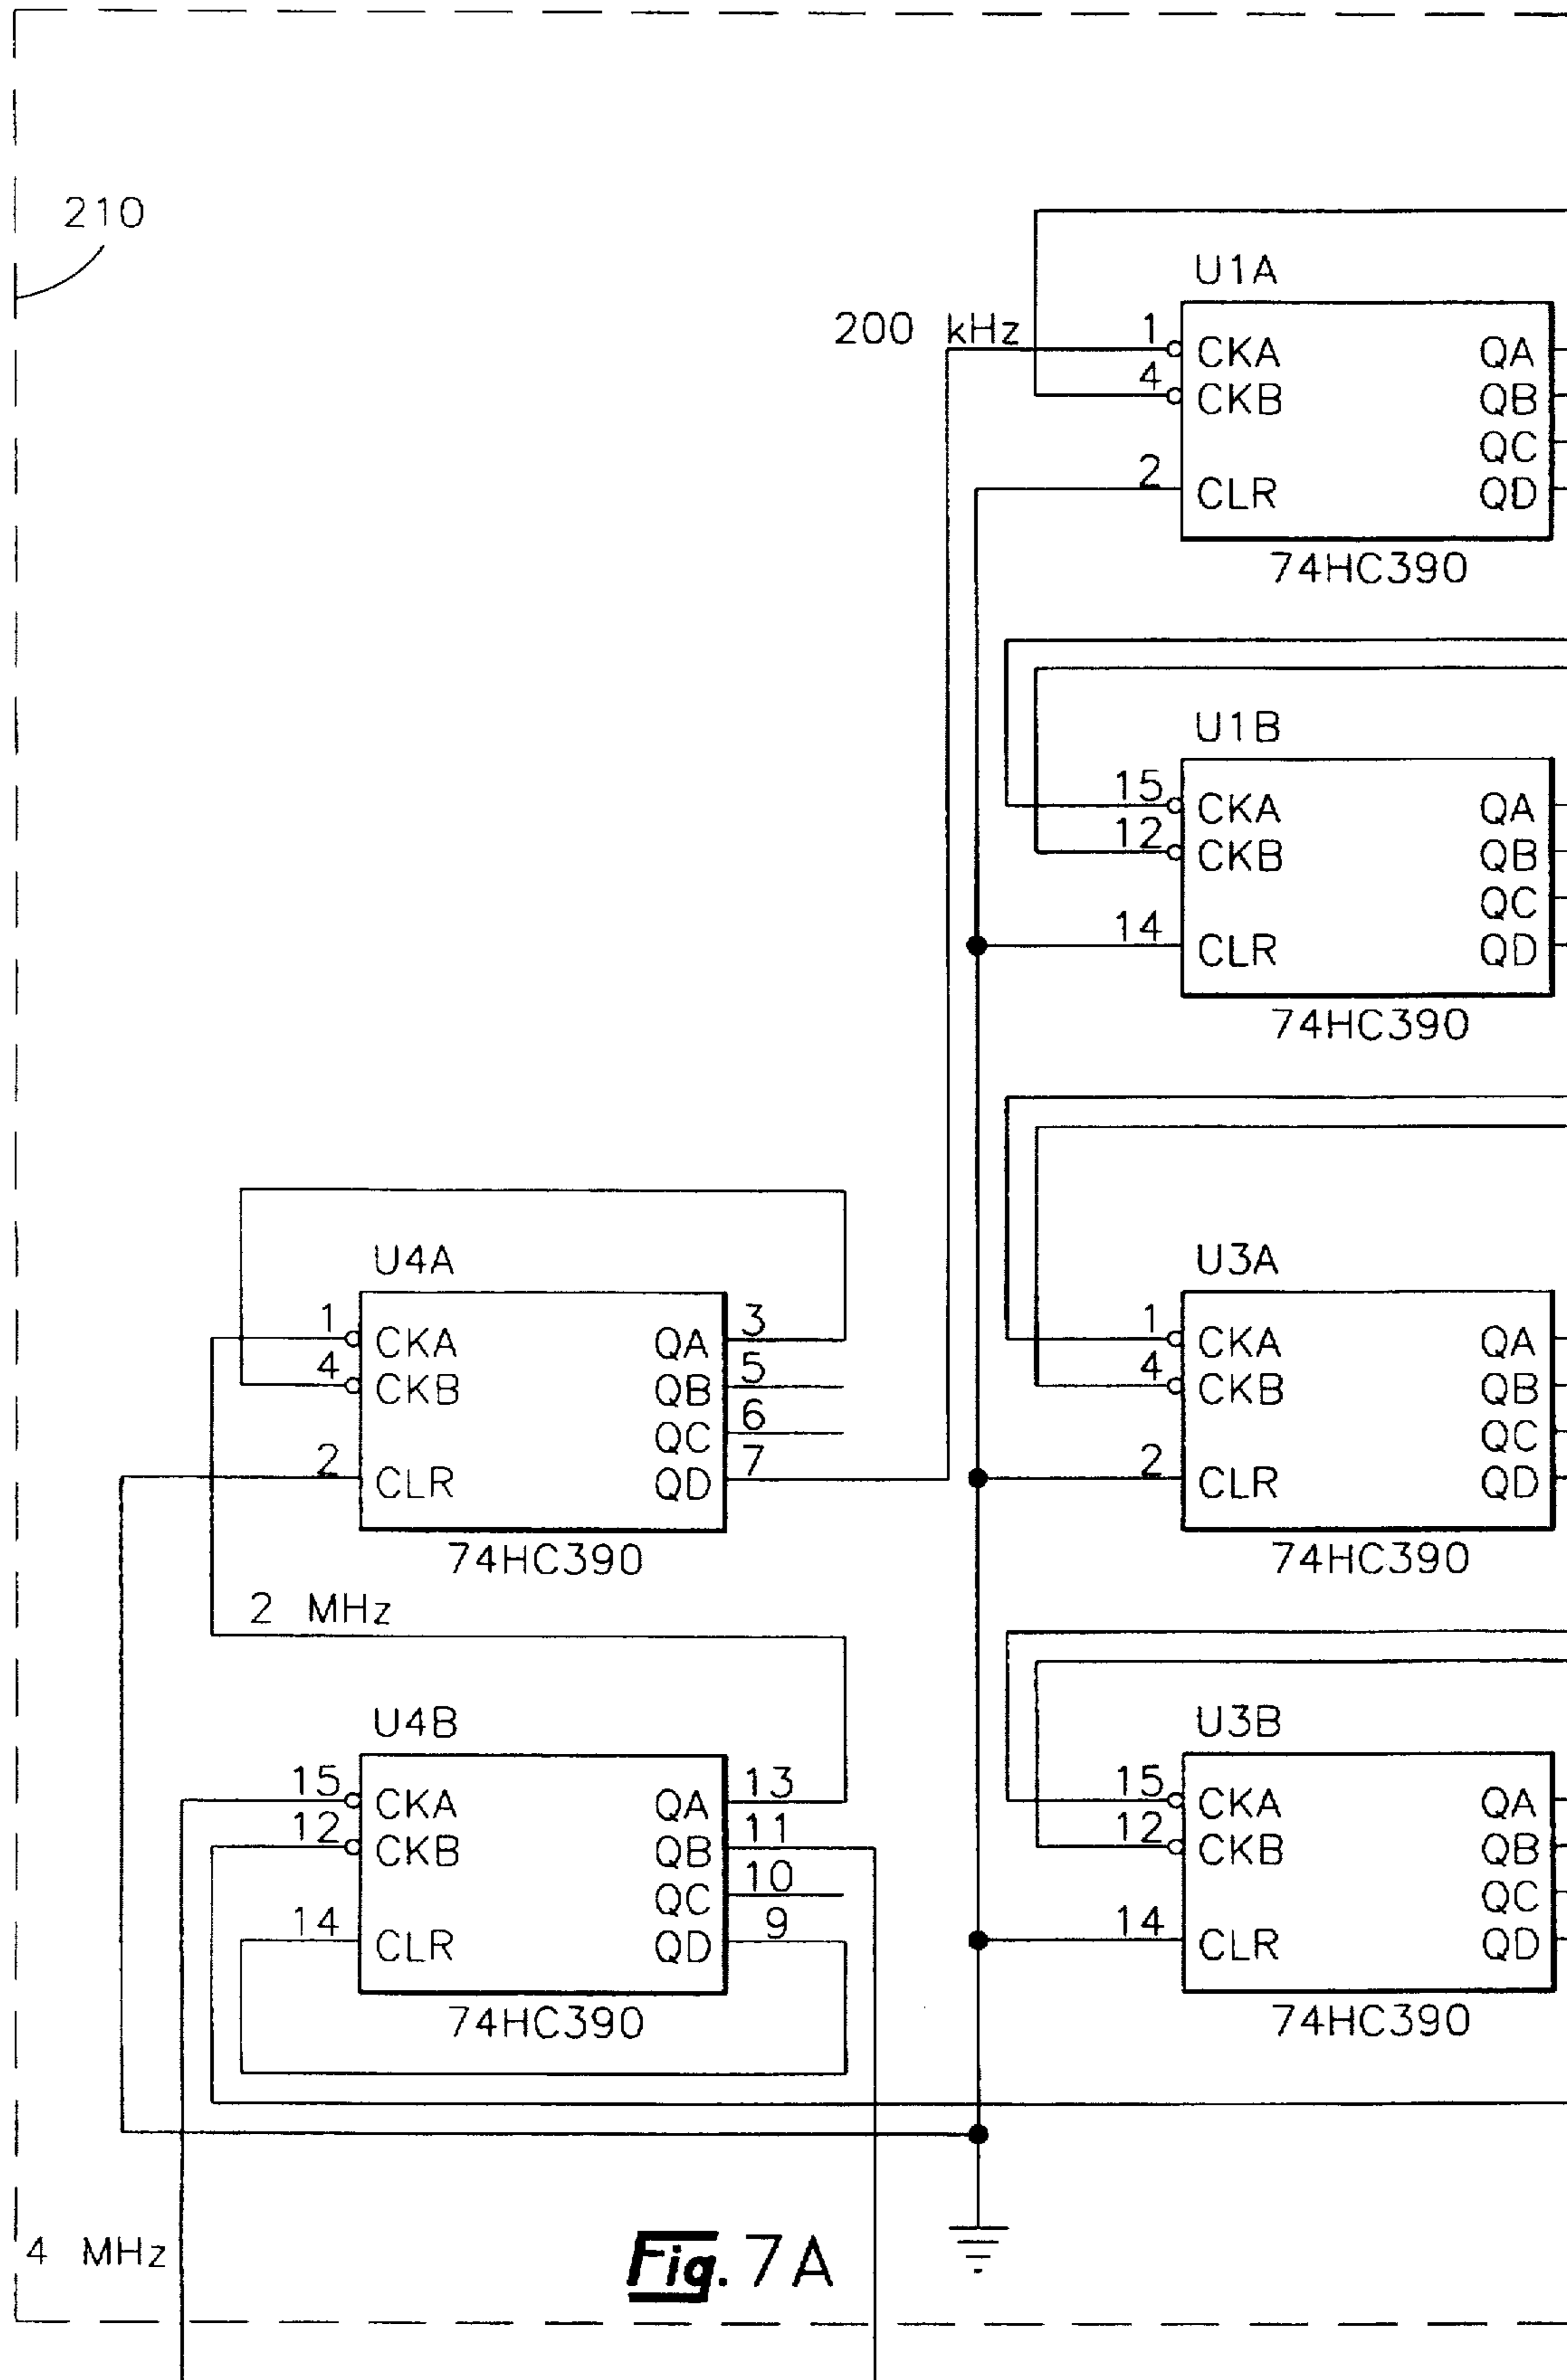 210
U1A
200 kHz
1 CKA QA
4 CKB QB
QC
2 CLR QD
74HC390
U1B
15 CKA QA
12 CKB QB
QC
14 CLR QD
74HC390
U4A
1 CKA QA 3
4 CKB QB 5
QC 6
2 CLR QD 7
74HC390
U3A
1 CKA QA
4 CKB QB
QC
2 CLR QD
74HC390
2 MHz
U4B
15 CKA QA 13
12 CKB QB 11
QC 10
14 CLR QD 9
74HC390
U3B
15 CKA QA
12 CKB QB
QC
14 CLR QD
74HC390
4 MHz
Fig. 7A